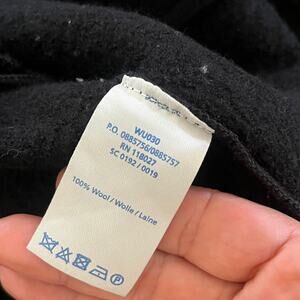 WU030
P.O. 0885756/0885757
RN 118027
SC 0192 / 0019
100% Wool / Wolle / Laine